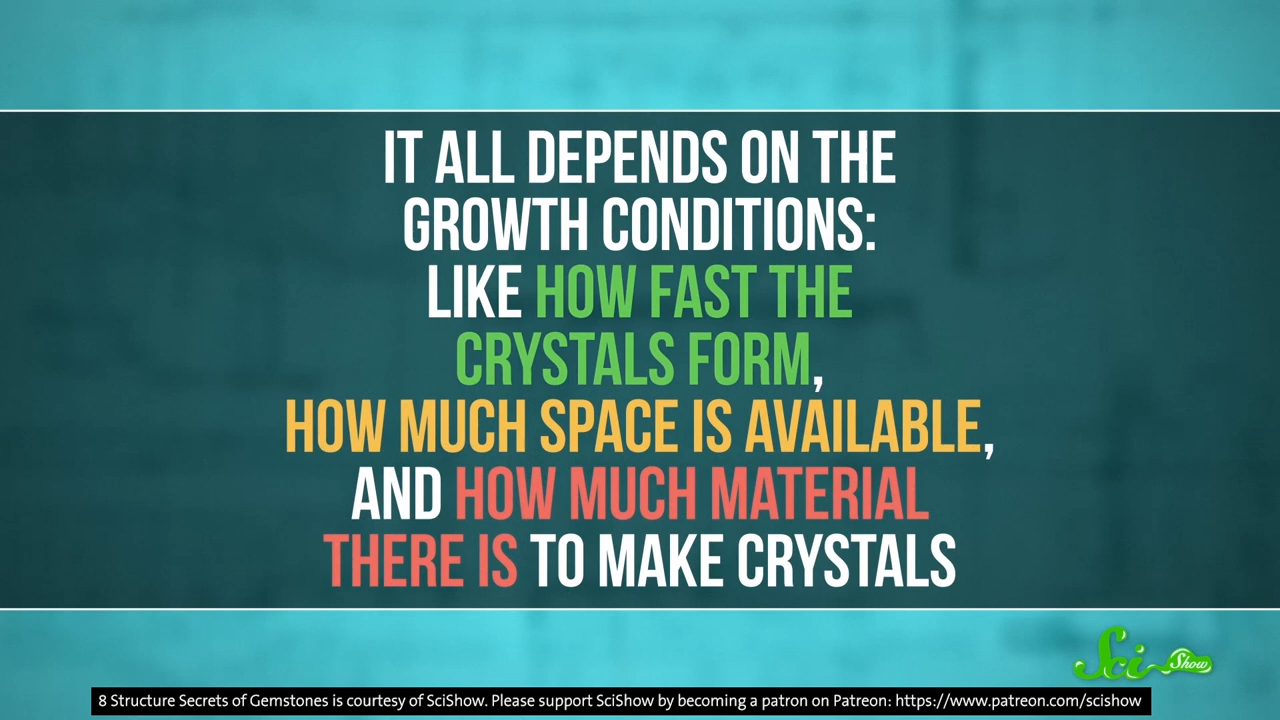 IT ALL DEPENDS ON THE
GROWTH CONDITIONS:
LIKE HOW FAST THE
CRYSTALS FORM,
HOW MUCH SPACE IS AVAILABLE,
AND HOW MUCH MATERIAL
THERE IS TO MAKE CRYSTALS
Sci Show
8 Structure Secrets of Gemstones is courtesy of SciShow. Please support SciShow by becoming a patron on Patreon: https://www.patreon.com/scishow